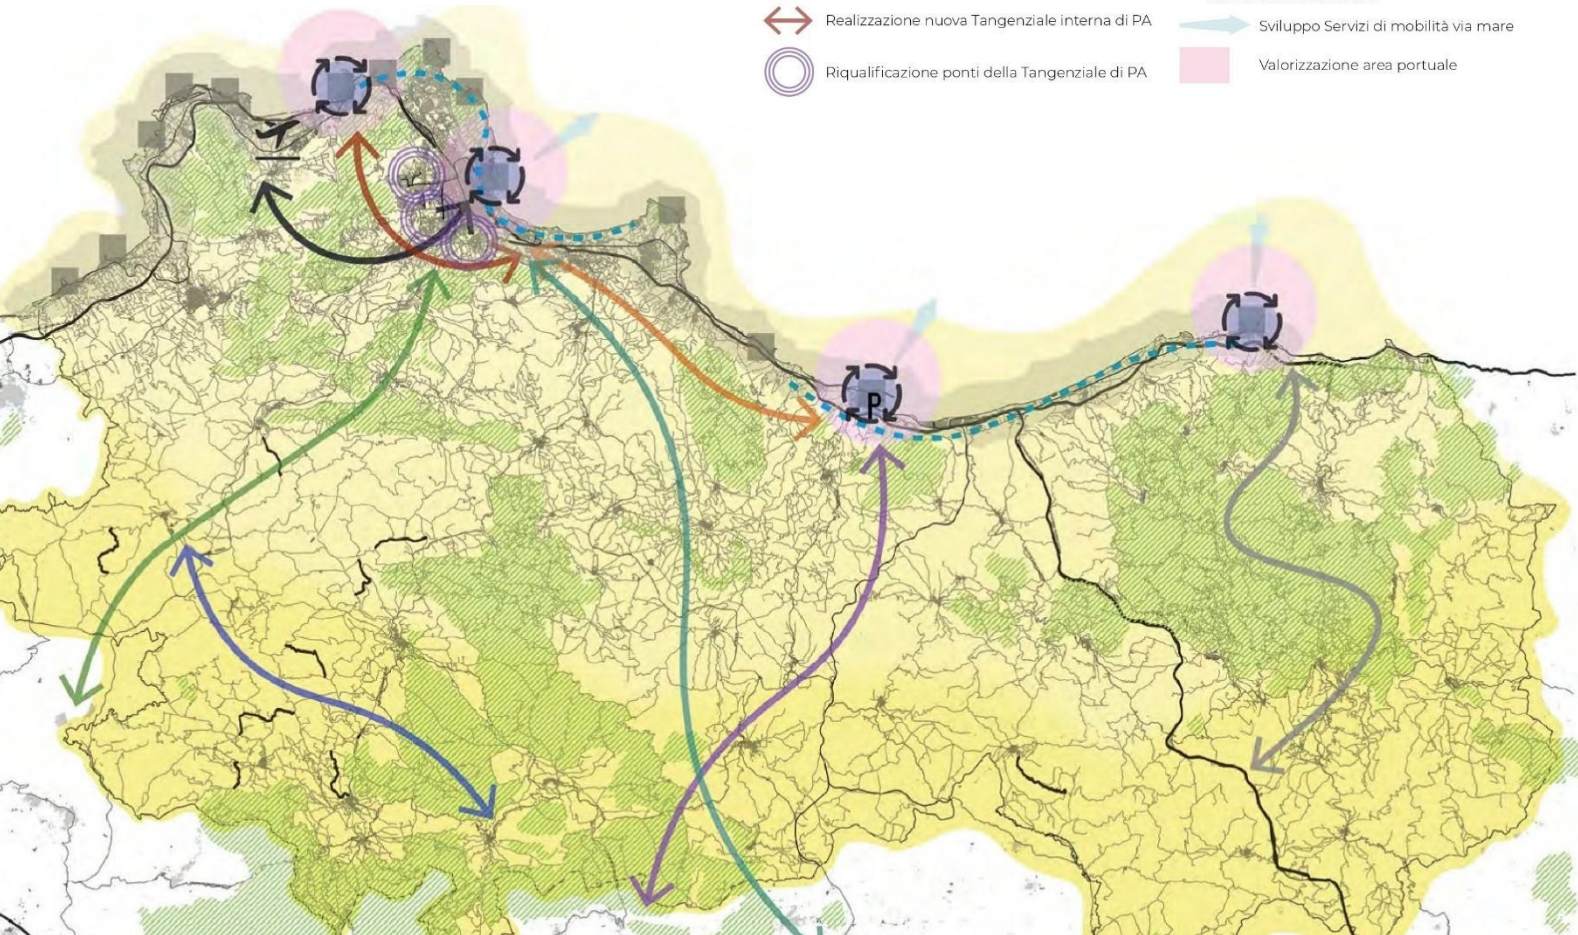 Realizzazione nuova Tangenziale interna di PA
Riqualificazione ponti della Tangenziale di PA
Sviluppo Servizi di mobilità via mare
Valorizzazione area portuale
P